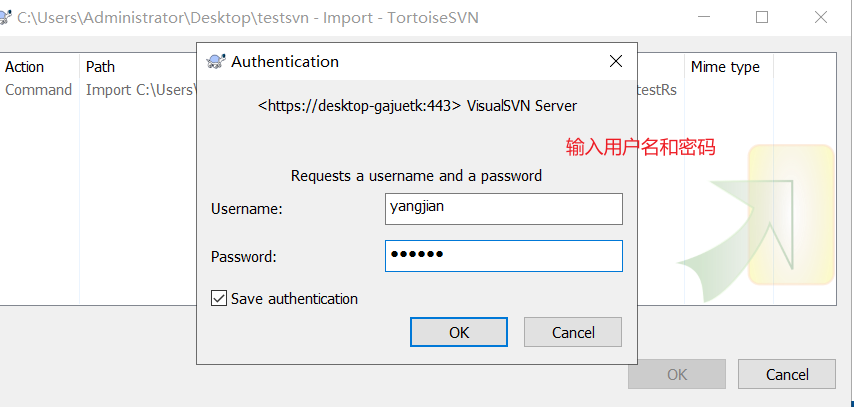 C:\Users\Administrator\Desktop\testsvn - Import - TortoiseSVN
Action Path Mime type
Command Import C:\Users\ testRs
Authentication
<https://desktop-gajuetk:443> VisualSVN Server
输入用户名和密码
Requests a username and a password
Username: yangjian
Password: ●●●●●●
Save authentication
OK Cancel
OK Cancel